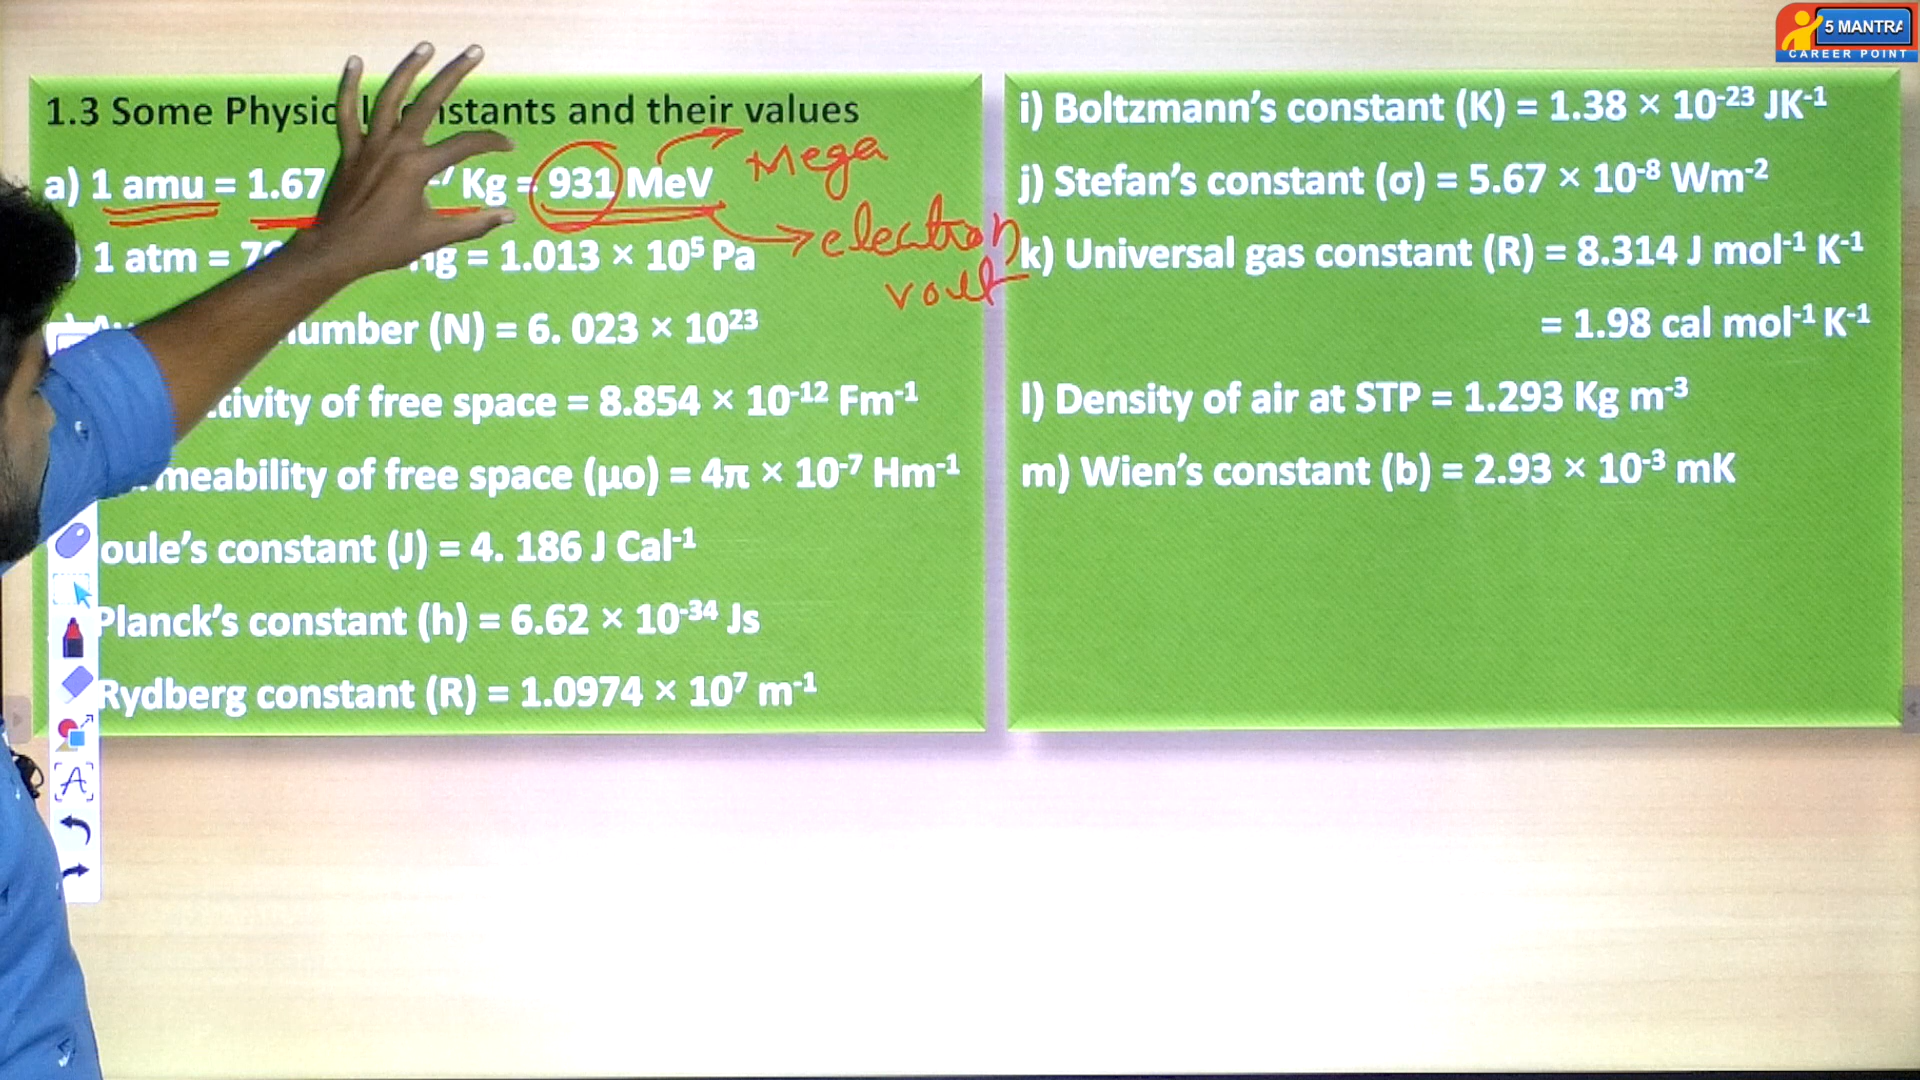 5 MANTRA
CAREER POINT
1.3 Some Physic nstants and their values
a) 1 amu = 1.67 Kg = 931 MeV
Mega
electron
volt
) 1 atm = 76 Hg = 1.013 × 10⁵ Pa
number (N) = 6. 023 × 10²³
tivity of free space = 8.854 × 10⁻¹² Fm⁻¹
meability of free space (μo) = 4π × 10⁻⁷ Hm⁻¹
oule's constant (J) = 4. 186 J Cal⁻¹
Planck's constant (h) = 6.62 × 10⁻³⁴ Js
Rydberg constant (R) = 1.0974 × 10⁷ m⁻¹
i) Boltzmann's constant (K) = 1.38 × 10⁻²³ JK⁻¹
j) Stefan's constant (σ) = 5.67 × 10⁻⁸ Wm⁻²
k) Universal gas constant (R) = 8.314 J mol⁻¹ K⁻¹
= 1.98 cal mol⁻¹ K⁻¹
l) Density of air at STP = 1.293 Kg m⁻³
m) Wien's constant (b) = 2.93 × 10⁻³ mK
A